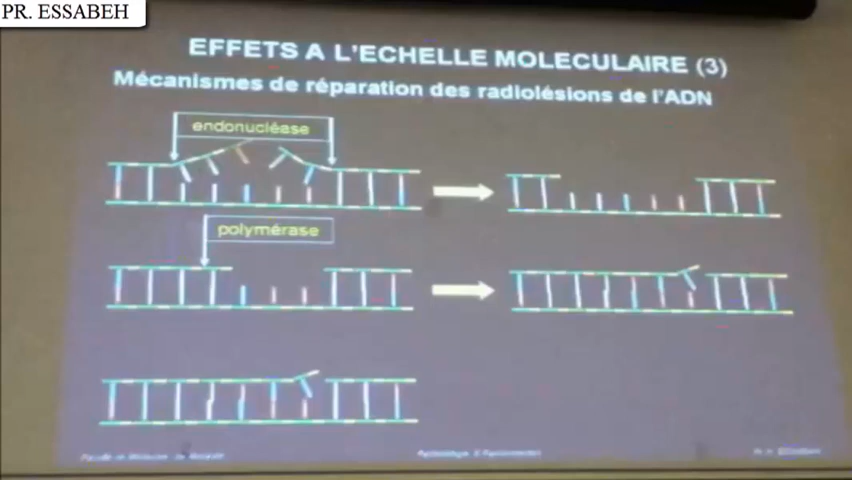 PR. ESSABEH
EFFETS A L'ECHELLE MOLECULAIRE (3)
Mécanismes de réparation des radiolésions de l'ADN
endonucléase
polymérase